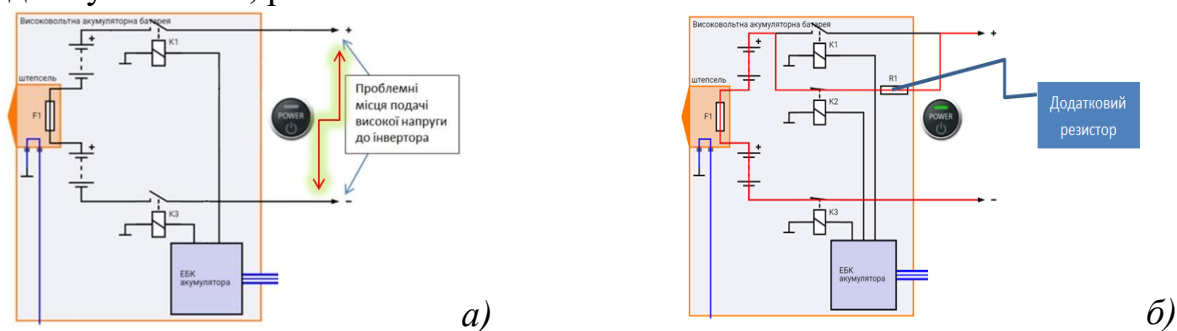 Високовольтна акумуляторна батарея
+
K1
+
штепсель
F1
POWER
Проблемні
місця подачі
високої напруги
до інвертора
+
K3
−
ЕБК
акумулятора
а)
Високовольтна акумуляторна батарея
+
K1
+
штепсель
R1
F1
K2
POWER
Додатковий
резистор
+
K3
−
ЕБК
акумулятора
б)